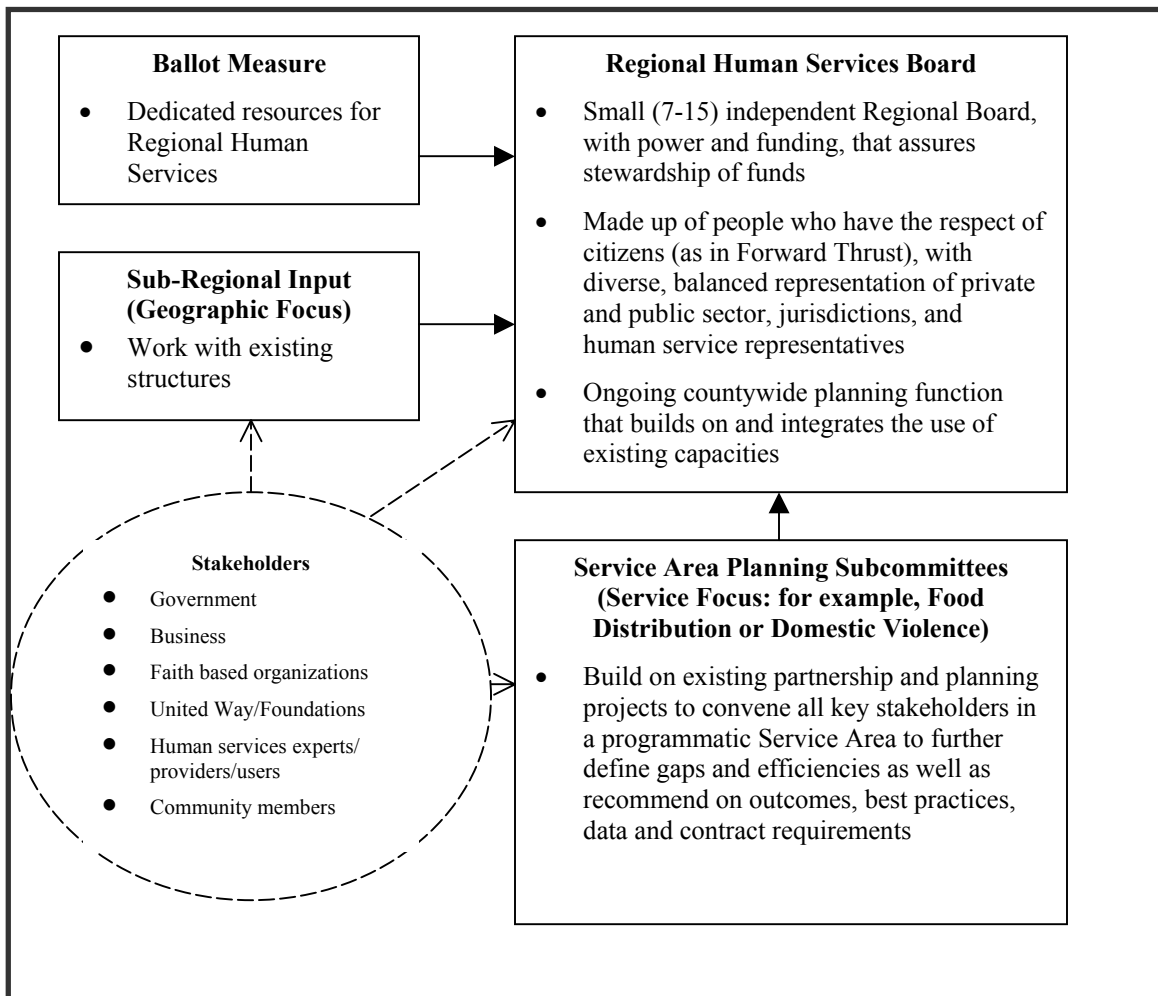 Ballot Measure
• Dedicated resources for
Regional Human
Services
Sub-Regional Input
(Geographic Focus)
• Work with existing
structures
Regional Human Services Board
• Small (7-15) independent Regional Board,
with power and funding, that assures
stewardship of funds
• Made up of people who have the respect of
citizens (as in Forward Thrust), with
diverse, balanced representation of private
and public sector, jurisdictions, and
human service representatives
• Ongoing countywide planning function
that builds on and integrates the use of
existing capacities
Stakeholders
• Government
• Business
• Faith based organizations
• United Way/Foundations
• Human services experts/
providers/users
• Community members
Service Area Planning Subcommittees
(Service Focus: for example, Food
Distribution or Domestic Violence)
• Build on existing partnership and planning
projects to convene all key stakeholders in
a programmatic Service Area to further
define gaps and efficiencies as well as
recommend on outcomes, best practices,
data and contract requirements